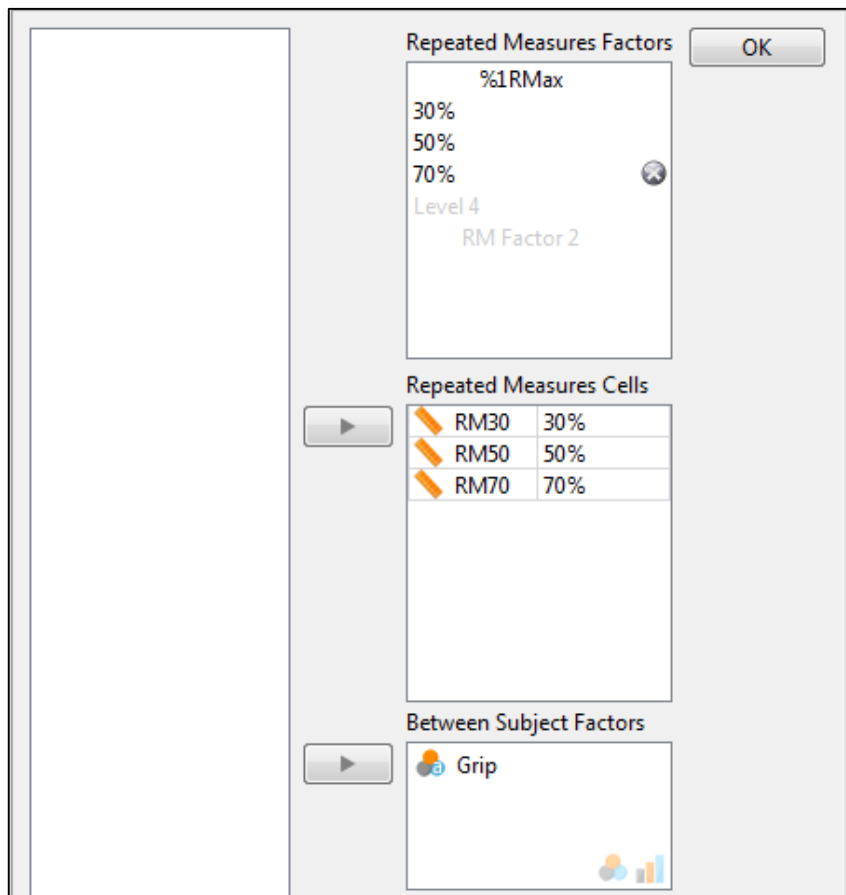 Repeated Measures Factors
OK
%1RMax
30%
50%
70%
Level 4
RM Factor 2
Repeated Measures Cells
RM30 30%
RM50 50%
RM70 70%
Between Subject Factors
a Grip